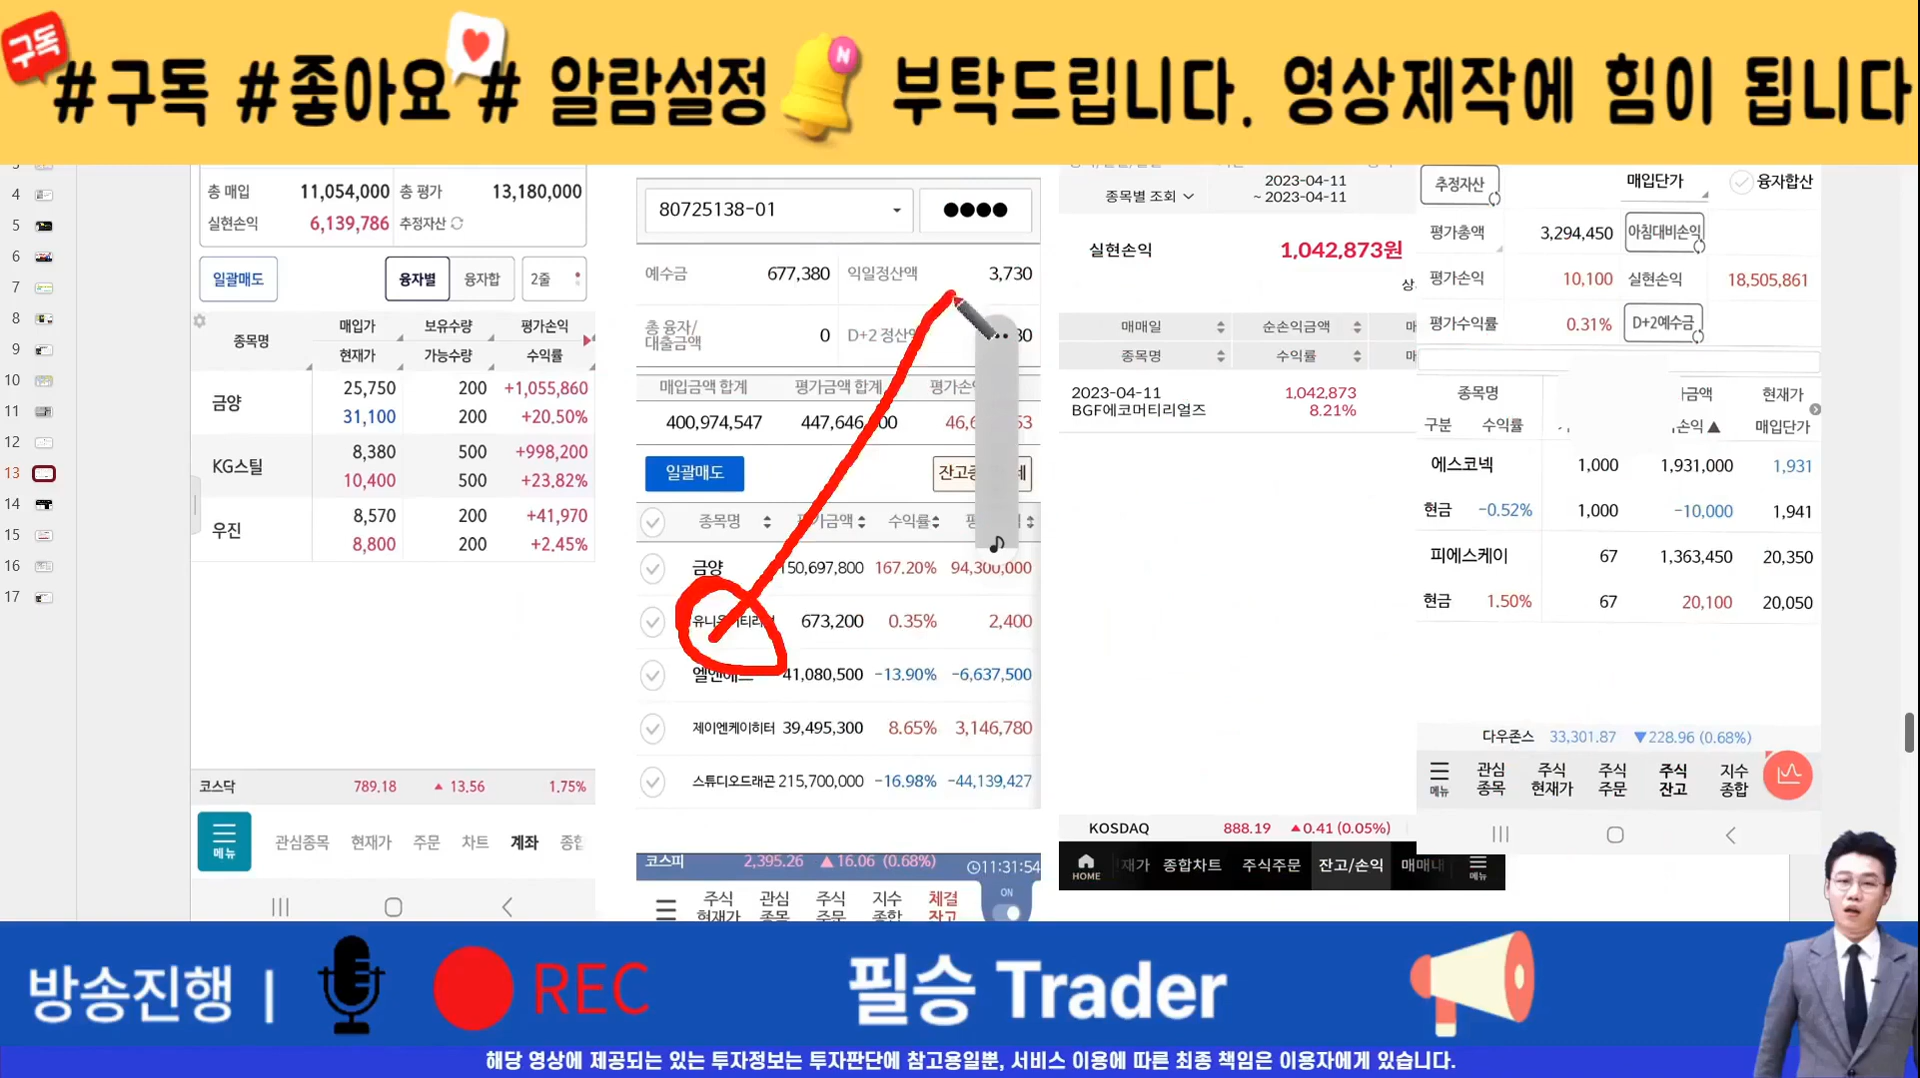 구독
#구독 #좋아요 # 알람설정 N 부탁드립니다. 영상제작에 힘이 됩니다
4
5
6
7
8
9
10
11
12
13
14
15
16
17
총 매입 11,054,000 총 평가 13,180,000
실현손익 6,139,786 추정자산
일괄매도 융자별 융자합 2줄
종목명 매입가 보유수량 평가손익
현재가 가능수량 수익률
금양 25,750 200 +1,055,860
31,100 200 +20.50%
KG스틸 8,380 500 +998,200
10,400 500 +23.82%
우진 8,570 200 +41,970
8,800 200 +2.45%
코스닥 789.18 ▲ 13.56 1.75%
메뉴 관심종목 현재가 주문 차트 계좌
80725138-01 ●●●●
예수금 677,380 익일정산액 3,730
총 융자/대출금액 0 D+2 정산
매입금액 합계 평가금액 합계
400,974,547
일괄매도
종목명 수익률
금양 150,697,800 167.20% 94,300,000
673,200 0.35% 2,400
41,080,500 -13.90% -6,637,500
제이엔케이히터 39,495,300 8.65% 3,146,780
스튜디오드래곤 215,700,000 -16.98% -44,139,427
코스피 2,395.26 ▲ 16.06 (0.68%) 11:31:54
주식현재가 관심종목 주식주문 지수종합 체결잔고 ON
종목별 조회 2023-04-11
~ 2023-04-11
실현손익 1,042,873원
매매일 순손익금액
종목명 수익률
2023-04-11 1,042,873
BGF에코머티리얼즈 8.21%
KOSDAQ 888.19 ▲0.41 (0.05%)
HOME 종합차트 주식주문 잔고/손익 메뉴
추정자산 매입단가 융자합산
평가총액 3,294,450 아침대비손익
평가손익 10,100 실현손익 18,505,861
평가수익률 0.31% D+2예수금
종목명 현재가
구분 수익률 매입단가
에스코넥 1,000 1,931,000 1,931
현금 -0.52% 1,000 -10,000 1,941
피에스케이 67 1,363,450 20,350
현금 1.50% 67 20,100 20,050
다우존스 33,301.87 ▼228.96 (0.68%)
메뉴 관심종목 주식현재가 주식주문 주식잔고 지수종합
방송진행 | REC 필승 Trader
해당 영상에 제공되는 있는 투자정보는 투자판단에 참고용일뿐, 서비스 이용에 따른 최종 책임은 이용자에게 있습니다.